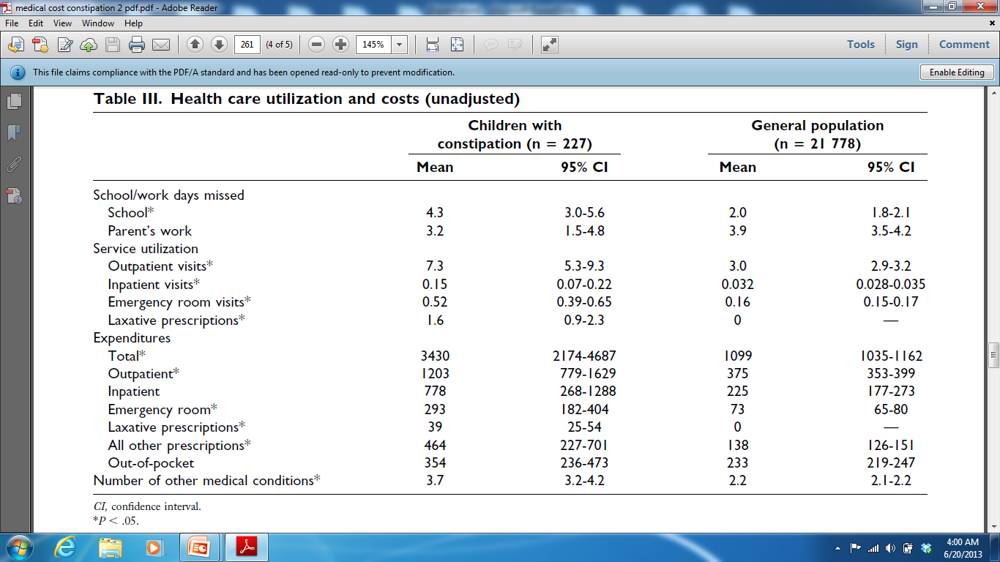 medical cost constipation 2 pdf.pdf - Adobe Reader
File Edit View Window Help
261 (4 of 5) 145% Tools Sign Comment
This file claims compliance with the PDF/A standard and has been opened read-only to prevent modification. Enable Editing
Table III. Health care utilization and costs (unadjusted)
Children with constipation (n = 227) General population (n = 21 778)
Mean 95% CI Mean 95% CI
School/work days missed
School* 4.3 3.0-5.6 2.0 1.8-2.1
Parent's work 3.2 1.5-4.8 3.9 3.5-4.2
Service utilization
Outpatient visits* 7.3 5.3-9.3 3.0 2.9-3.2
Inpatient visits* 0.15 0.07-0.22 0.032 0.028-0.035
Emergency room visits* 0.52 0.39-0.65 0.16 0.15-0.17
Laxative prescriptions* 1.6 0.9-2.3 0 —
Expenditures
Total* 3430 2174-4687 1099 1035-1162
Outpatient* 1203 779-1629 375 353-399
Inpatient 778 268-1288 225 177-273
Emergency room* 293 182-404 73 65-80
Laxative prescriptions* 39 25-54 0 —
All other prescriptions* 464 227-701 138 126-151
Out-of-pocket 354 236-473 233 219-247
Number of other medical conditions* 3.7 3.2-4.2 2.2 2.1-2.2
CI, confidence interval.
*P < .05.
4:00 AM
6/20/2013